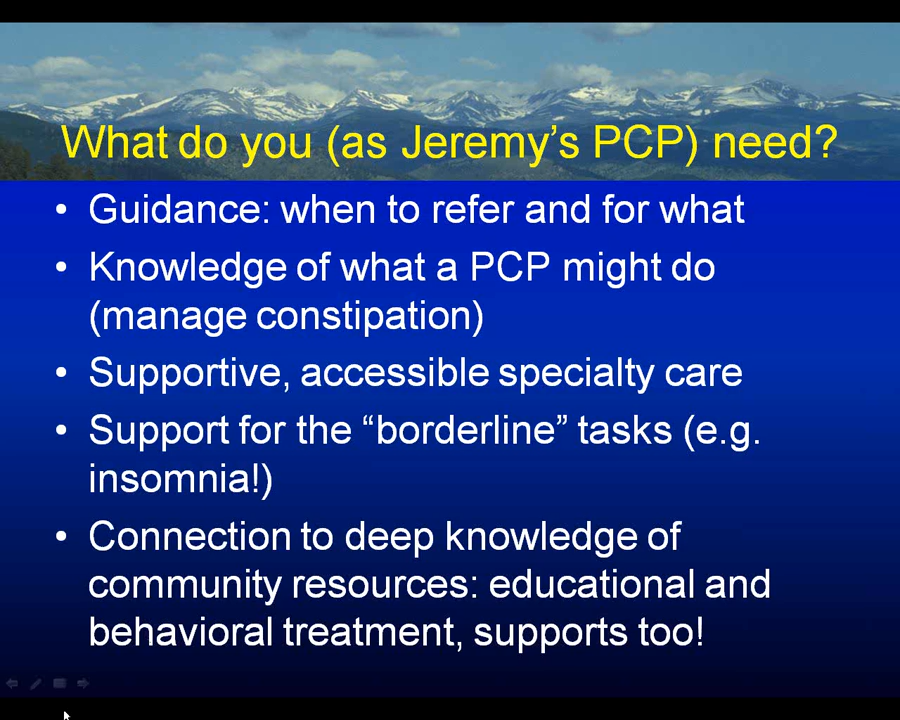 What do you (as Jeremy’s PCP) need?
• Guidance: when to refer and for what
• Knowledge of what a PCP might do
(manage constipation)
• Supportive, accessible specialty care
• Support for the “borderline” tasks (e.g.
insomnia!)
• Connection to deep knowledge of
community resources: educational and
behavioral treatment, supports too!